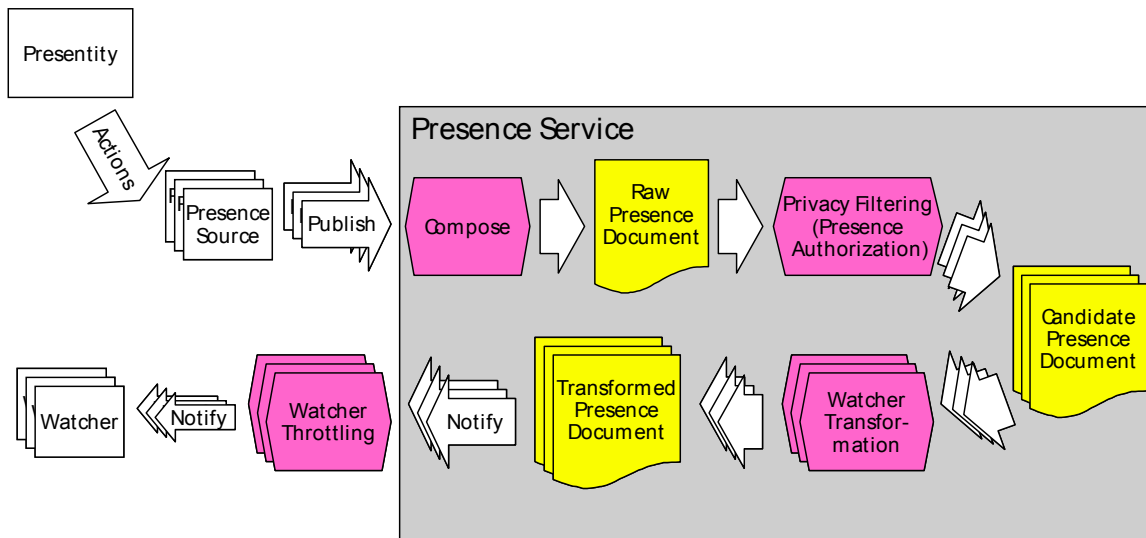 Presentity
Actions
Presence Service
Presence
Source
Publish
Compose
Raw
Presence
Document
Privacy Filtering
(Presence
Authorization)
Candidate
Presence
Document
Watcher
Transfor-
mation
Transformed
Presence
Document
Notify
Watcher
Throttling
Notify
Watcher